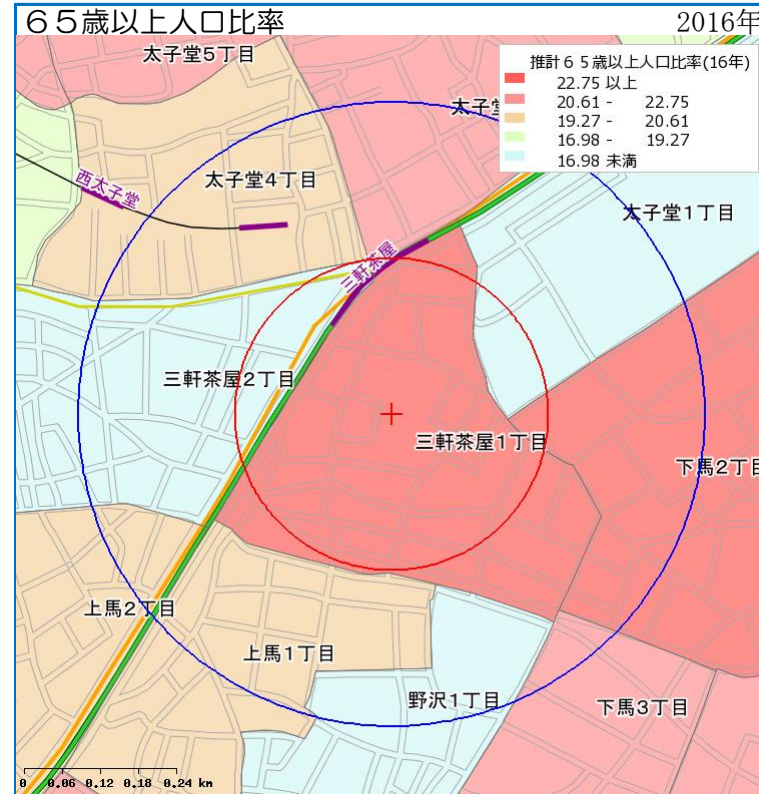 ６５歳以上人口比率
2016年
推計６５歳以上人口比率(16年)
22.75 以上
20.61 - 22.75
19.27 - 20.61
16.98 - 19.27
16.98 未満
太子堂5丁目
太子堂
太子堂4丁目
西太子堂
太子堂1丁目
三軒茶屋
三軒茶屋2丁目
三軒茶屋1丁目
下馬2丁目
上馬2丁目
上馬1丁目
野沢1丁目
下馬3丁目
0 0.06 0.12 0.18 0.24 km